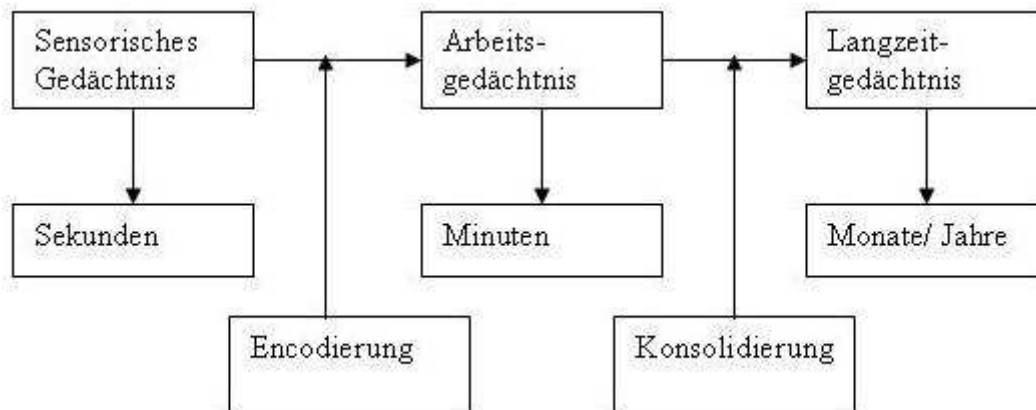 Sensorisches
Gedächtnis
Arbeits-
gedächtnis
Langzeit-
gedächtnis
Sekunden
Minuten
Monate/ Jahre
Encodierung
Konsolidierung